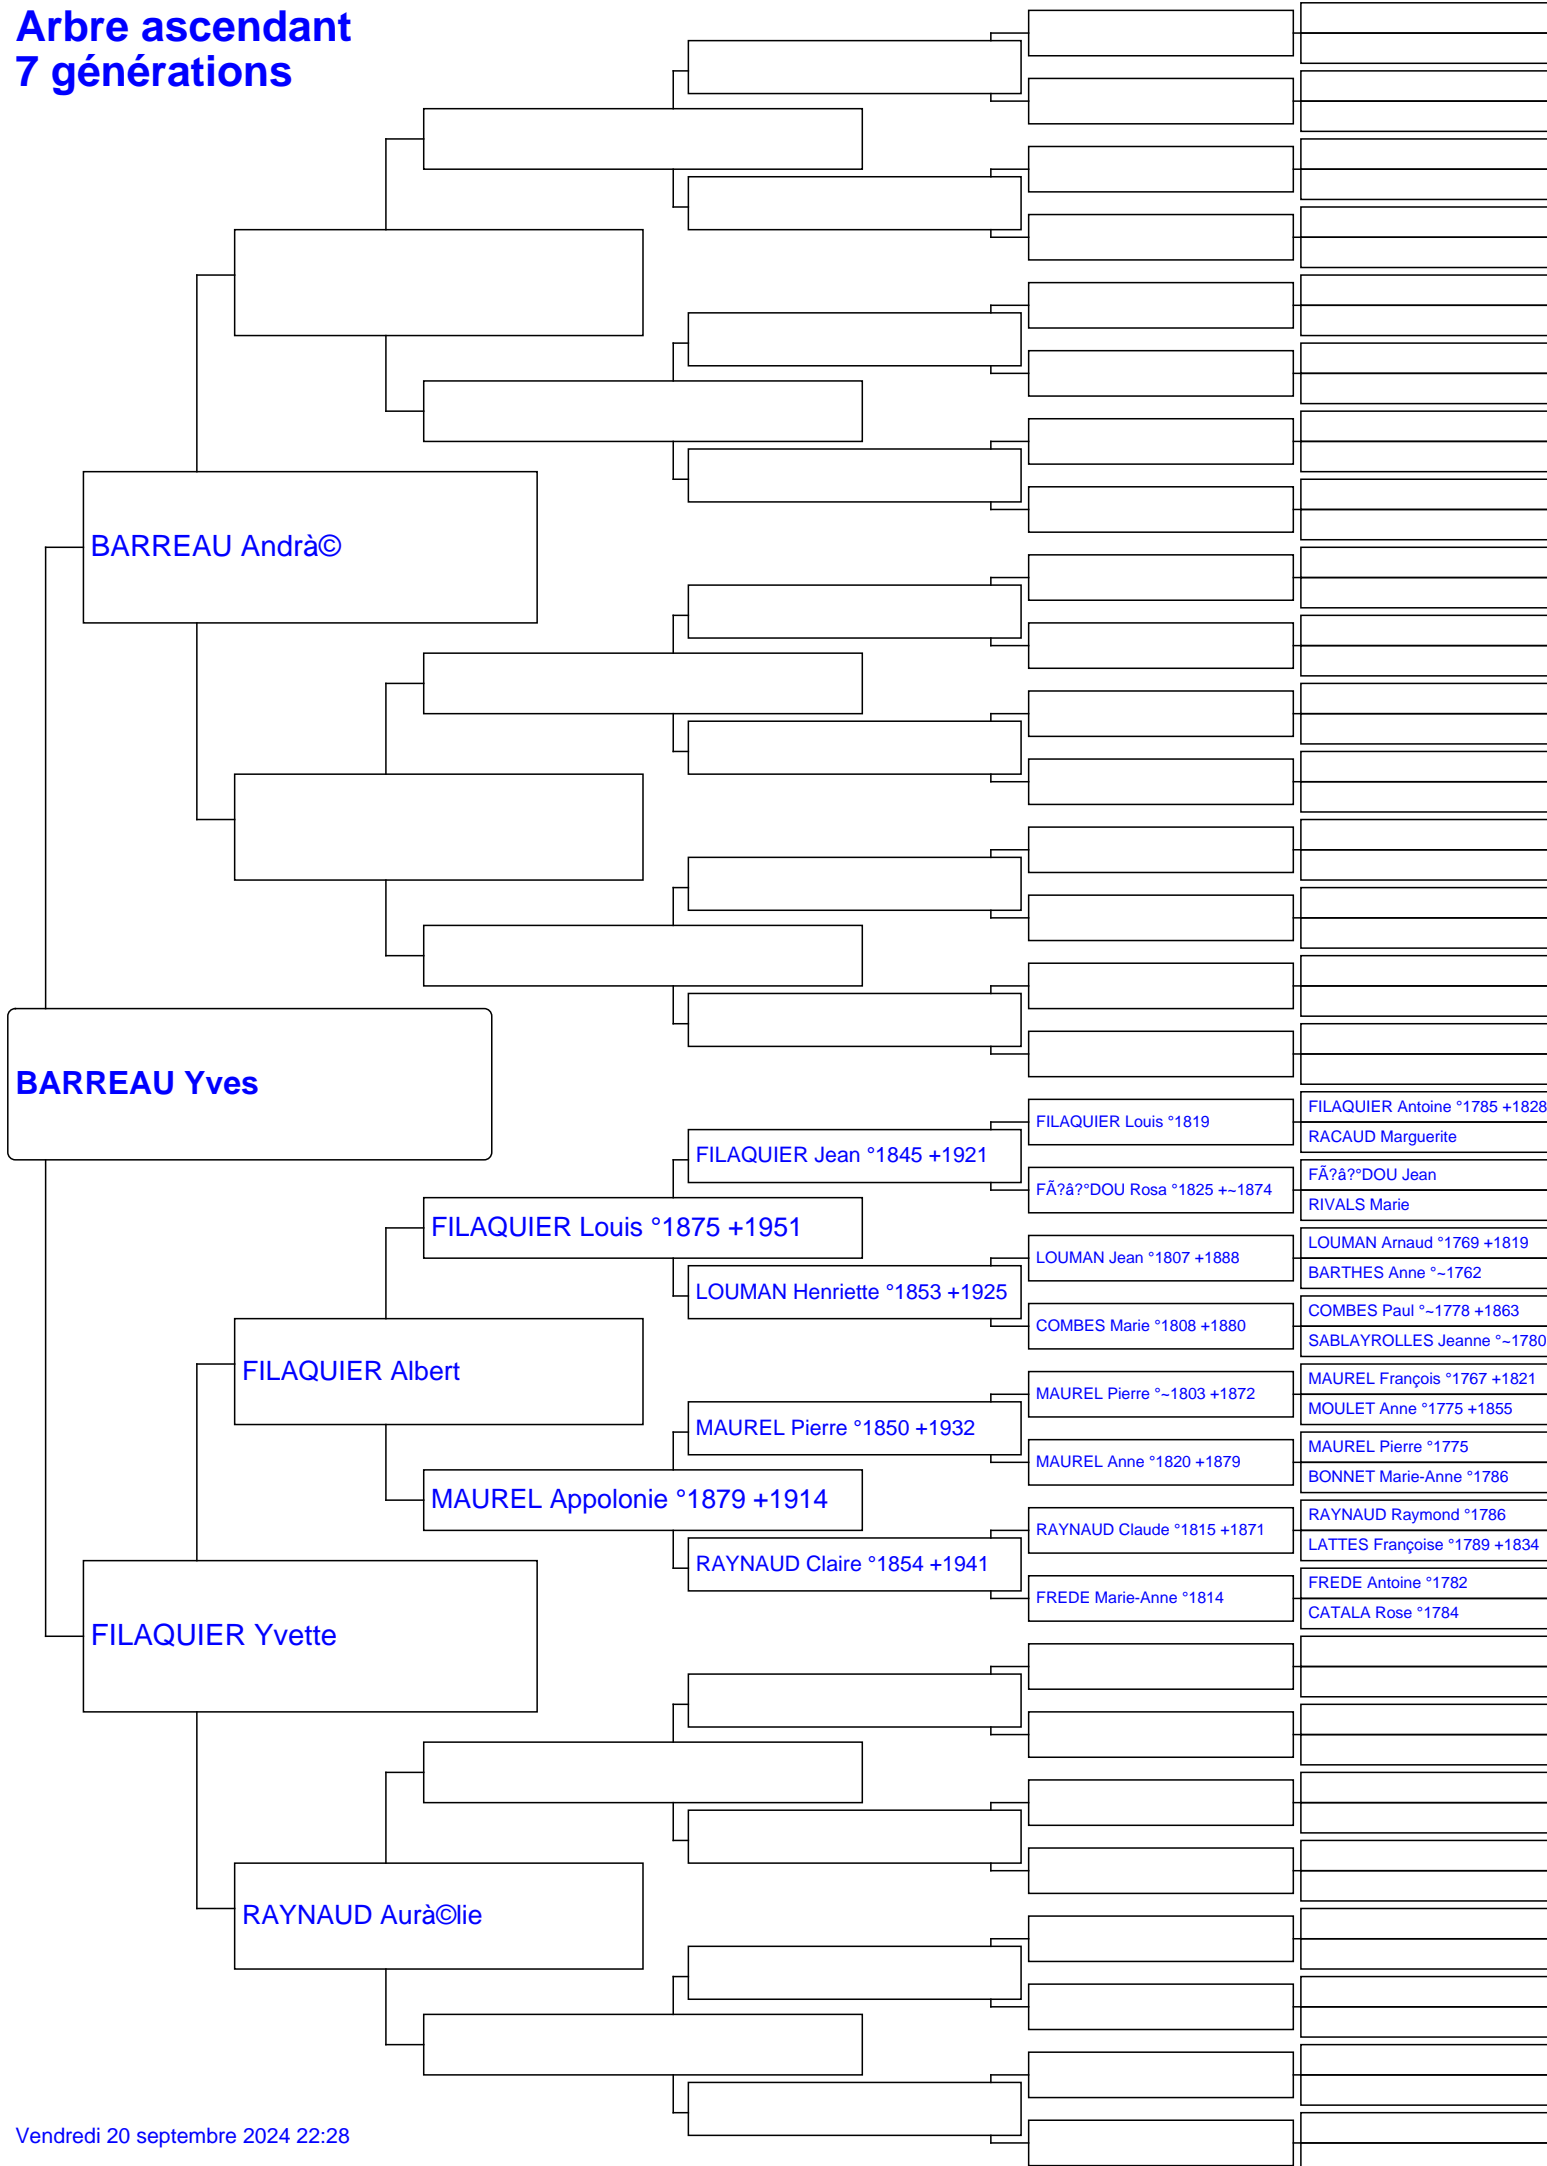 Arbre ascendant
7 générations
BARREAU Andrà©
BARREAU Yves
FILAQUIER Antoine °1785 +1828
FILAQUIER Louis °1819
RACAUD Marguerite
FILAQUIER Jean °1845 +1921
FÃ?â?°DOU Jean
FÃ?â?°DOU Rosa °1825 +~1874
RIVALS Marie
FILAQUIER Louis °1875 +1951
LOUMAN Arnaud °1769 +1819
LOUMAN Jean °1807 +1888
BARTHES Anne °~1762
LOUMAN Henriette °1853 +1925
COMBES Paul °~1778 +1863
COMBES Marie °1808 +1880
SABLAYROLLES Jeanne °~1780
FILAQUIER Albert
MAUREL François °1767 +1821
MAUREL Pierre °~1803 +1872
MOULET Anne °1775 +1855
MAUREL Pierre °1850 +1932
MAUREL Pierre °1775
MAUREL Anne °1820 +1879
BONNET Marie-Anne °1786
MAUREL Appolonie °1879 +1914
RAYNAUD Raymond °1786
RAYNAUD Claude °1815 +1871
LATTES Françoise °1789 +1834
RAYNAUD Claire °1854 +1941
FREDE Antoine °1782
FREDE Marie-Anne °1814
CATALA Rose °1784
FILAQUIER Yvette
RAYNAUD Aurà©lie
Vendredi 20 septembre 2024 22:28